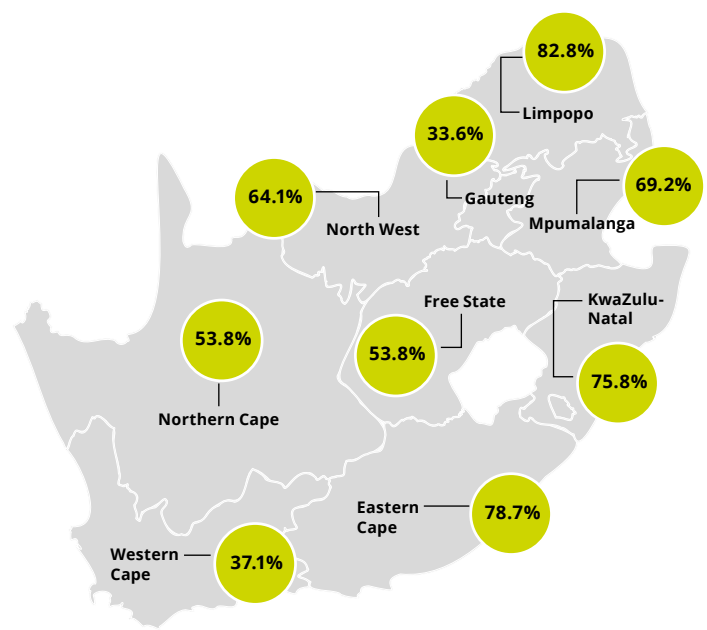 82.8%
Limpopo
33.6%
Gauteng
69.2%
Mpumalanga
64.1%
North West
Free State
53.8%
KwaZulu-
Natal
75.8%
53.8%
Northern Cape
Eastern
Cape
78.7%
Western
Cape
37.1%